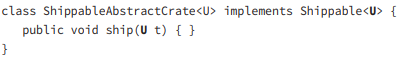 class ShippableAbstractCrate<U> implements Shippable<U> {
   public void ship(U t) { }
}